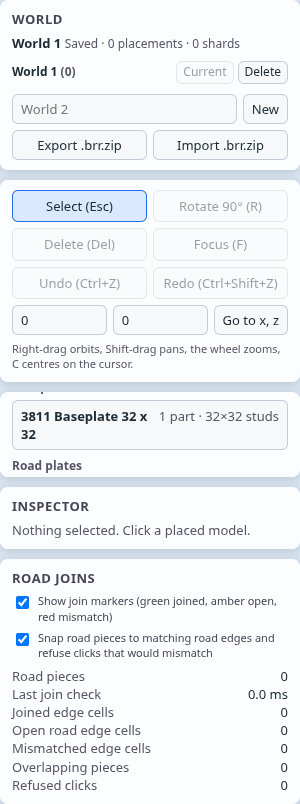 WORLD
World 1 Saved · 0 placements · 0 shards
World 1 (0) Current Delete
World 2 New
Export .brr.zip Import .brr.zip
Select (Esc) Rotate 90° (R)
Delete (Del) Focus (F)
Undo (Ctrl+Z) Redo (Ctrl+Shift+Z)
0 0 Go to x, z
Right-drag orbits, Shift-drag pans, the wheel zooms,
C centres on the cursor.
3811 Baseplate 32 x 1 part · 32×32 studs
32
Road plates
INSPECTOR
Nothing selected. Click a placed model.
ROAD JOINS
Show join markers (green joined, amber open,
red mismatch)
Snap road pieces to matching road edges and
refuse clicks that would mismatch
Road pieces 0
Last join check 0.0 ms
Joined edge cells 0
Open road edge cells 0
Mismatched edge cells 0
Overlapping pieces 0
Refused clicks 0